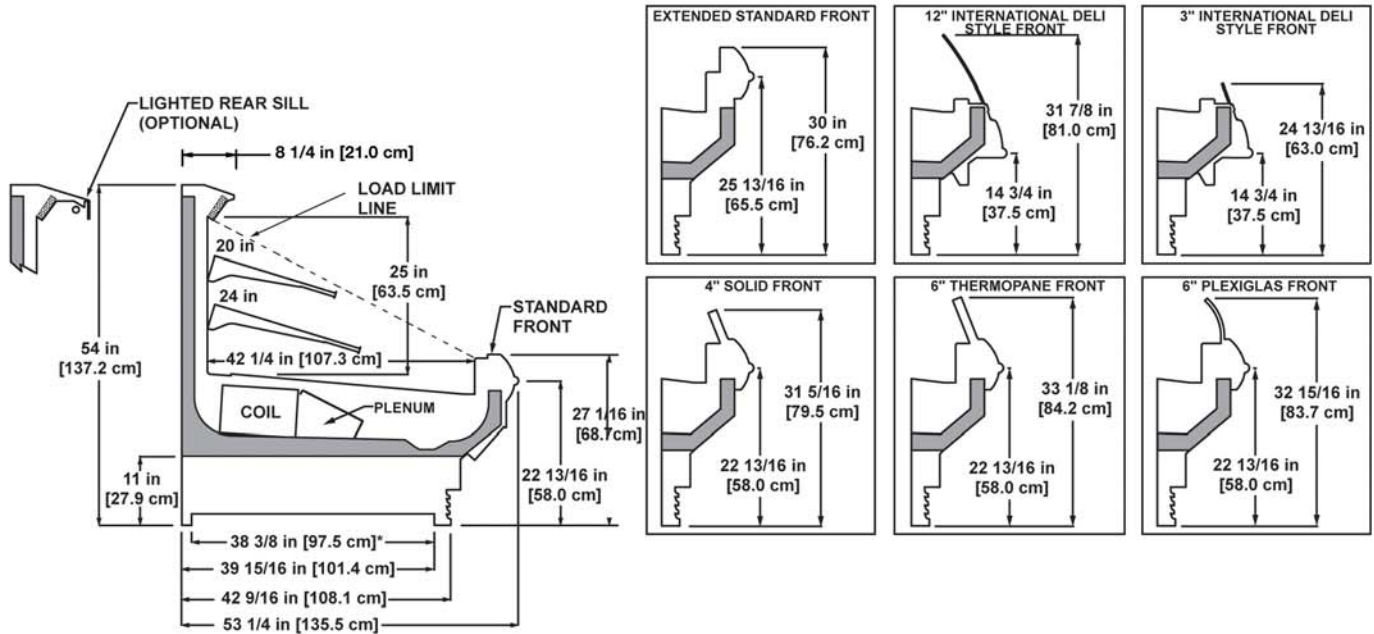 LIGHTED REAR SILL
(OPTIONAL)
8 1/4 in [21.0 cm]
LOAD LIMIT
LINE
20 in
24 in
25 in
[63.5 cm]
STANDARD
FRONT
54 in
[137.2 cm]
42 1/4 in [107.3 cm]
COIL
PLENUM
27 1/16 in
[68.7cm]
11 in
[27.9 cm]
22 13/16 in
[58.0 cm]
38 3/8 in [97.5 cm]*
39 15/16 in [101.4 cm]
42 9/16 in [108.1 cm]
53 1/4 in [135.5 cm]
EXTENDED STANDARD FRONT
30 in
[76.2 cm]
25 13/16 in
[65.5 cm]
12" INTERNATIONAL DELI
STYLE FRONT
31 7/8 in
[81.0 cm]
14 3/4 in
[37.5 cm]
3" INTERNATIONAL DELI
STYLE FRONT
24 13/16 in
[63.0 cm]
14 3/4 in
[37.5 cm]
4" SOLID FRONT
31 5/16 in
[79.5 cm]
22 13/16 in
[58.0 cm]
6" THERMOPANE FRONT
33 1/8 in
[84.2 cm]
22 13/16 in
[58.0 cm]
6" PLEXIGLAS FRONT
32 15/16 in
[83.7 cm]
22 13/16 in
[58.0 cm]